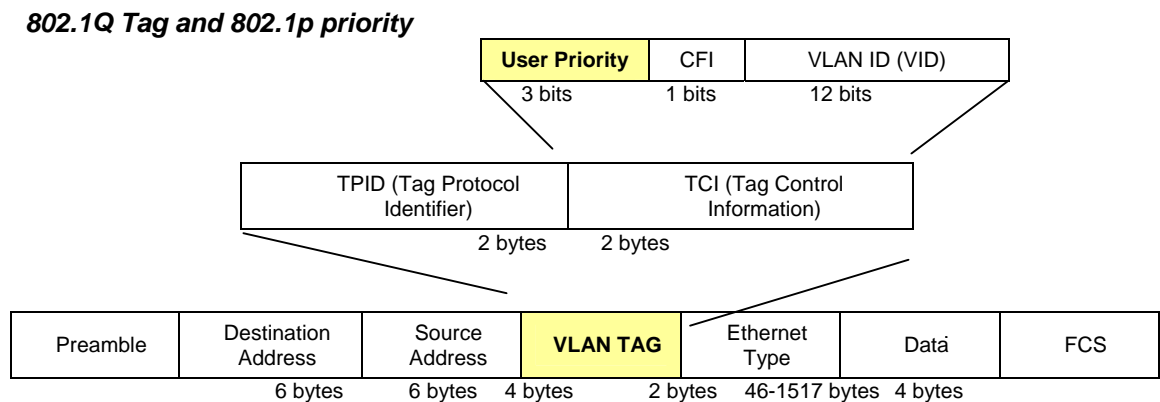 802.1Q Tag and 802.1p priority
User Priority CFI VLAN ID (VID)
3 bits 1 bits 12 bits
TPID (Tag Protocol Identifier) TCI (Tag Control Information)
2 bytes 2 bytes
Preamble Destination Address Source Address VLAN TAG Ethernet Type Data FCS
6 bytes 6 bytes 4 bytes 2 bytes 46-1517 bytes 4 bytes